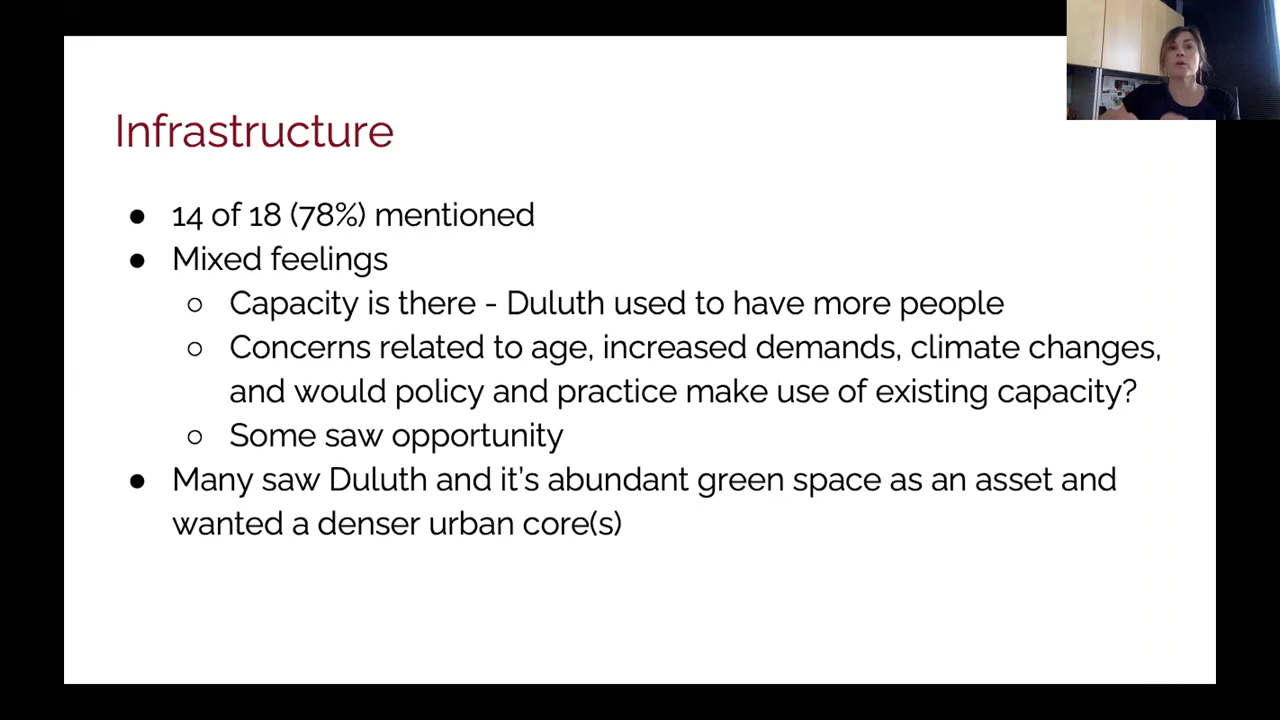 Infrastructure
● 14 of 18 (78%) mentioned
● Mixed feelings
○ Capacity is there - Duluth used to have more people
○ Concerns related to age, increased demands, climate changes,
and would policy and practice make use of existing capacity?
○ Some saw opportunity
● Many saw Duluth and it's abundant green space as an asset and
wanted a denser urban core(s)